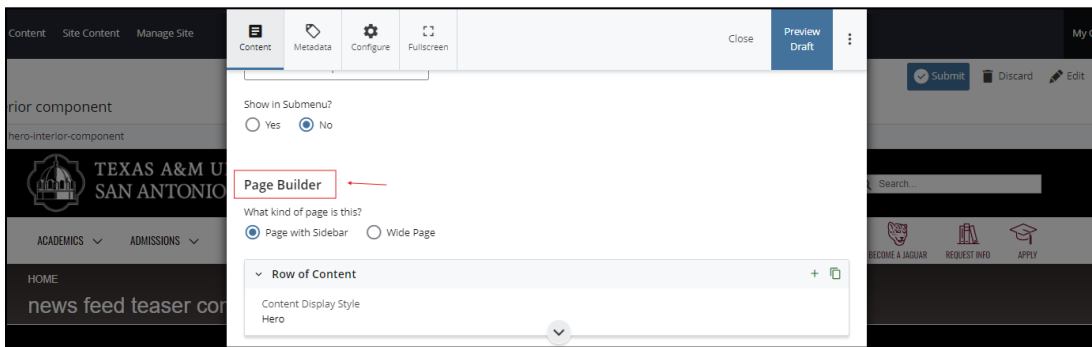 Content Site Content Manage Site
Content Metadata Configure Fullscreen Close Preview Draft
My
Submit Discard Edit
rior component
Show in Submenu?
Yes No
hero-interior-component
TEXAS A&M U
SAN ANTONIO
Page Builder
Search...
What kind of page is this?
Page with Sidebar Wide Page
ACADEMICS ADMISSIONS
BECOME A JAGUAR REQUEST INFO APPLY
Row of Content
HOME
news feed teaser cor
Content Display Style
Hero